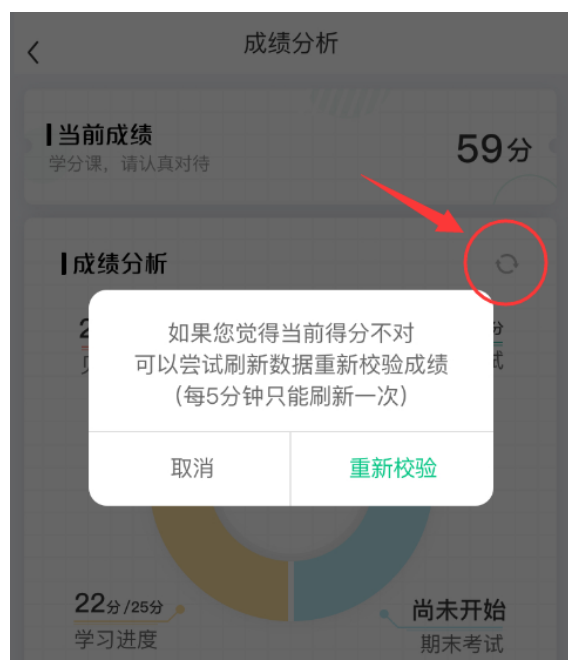 成绩分析
当前成绩
59分
学分课，请认真对待
成绩分析
2
分
试
如果您觉得当前得分不对
可以尝试刷新数据重新校验成绩
（每5分钟只能刷新一次）
取消
重新校验
22分/25分
学习进度
尚未开始
期末考试